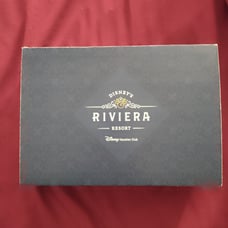 DISNEY'S
RIVIERA
RESORT
Disney Vacation Club